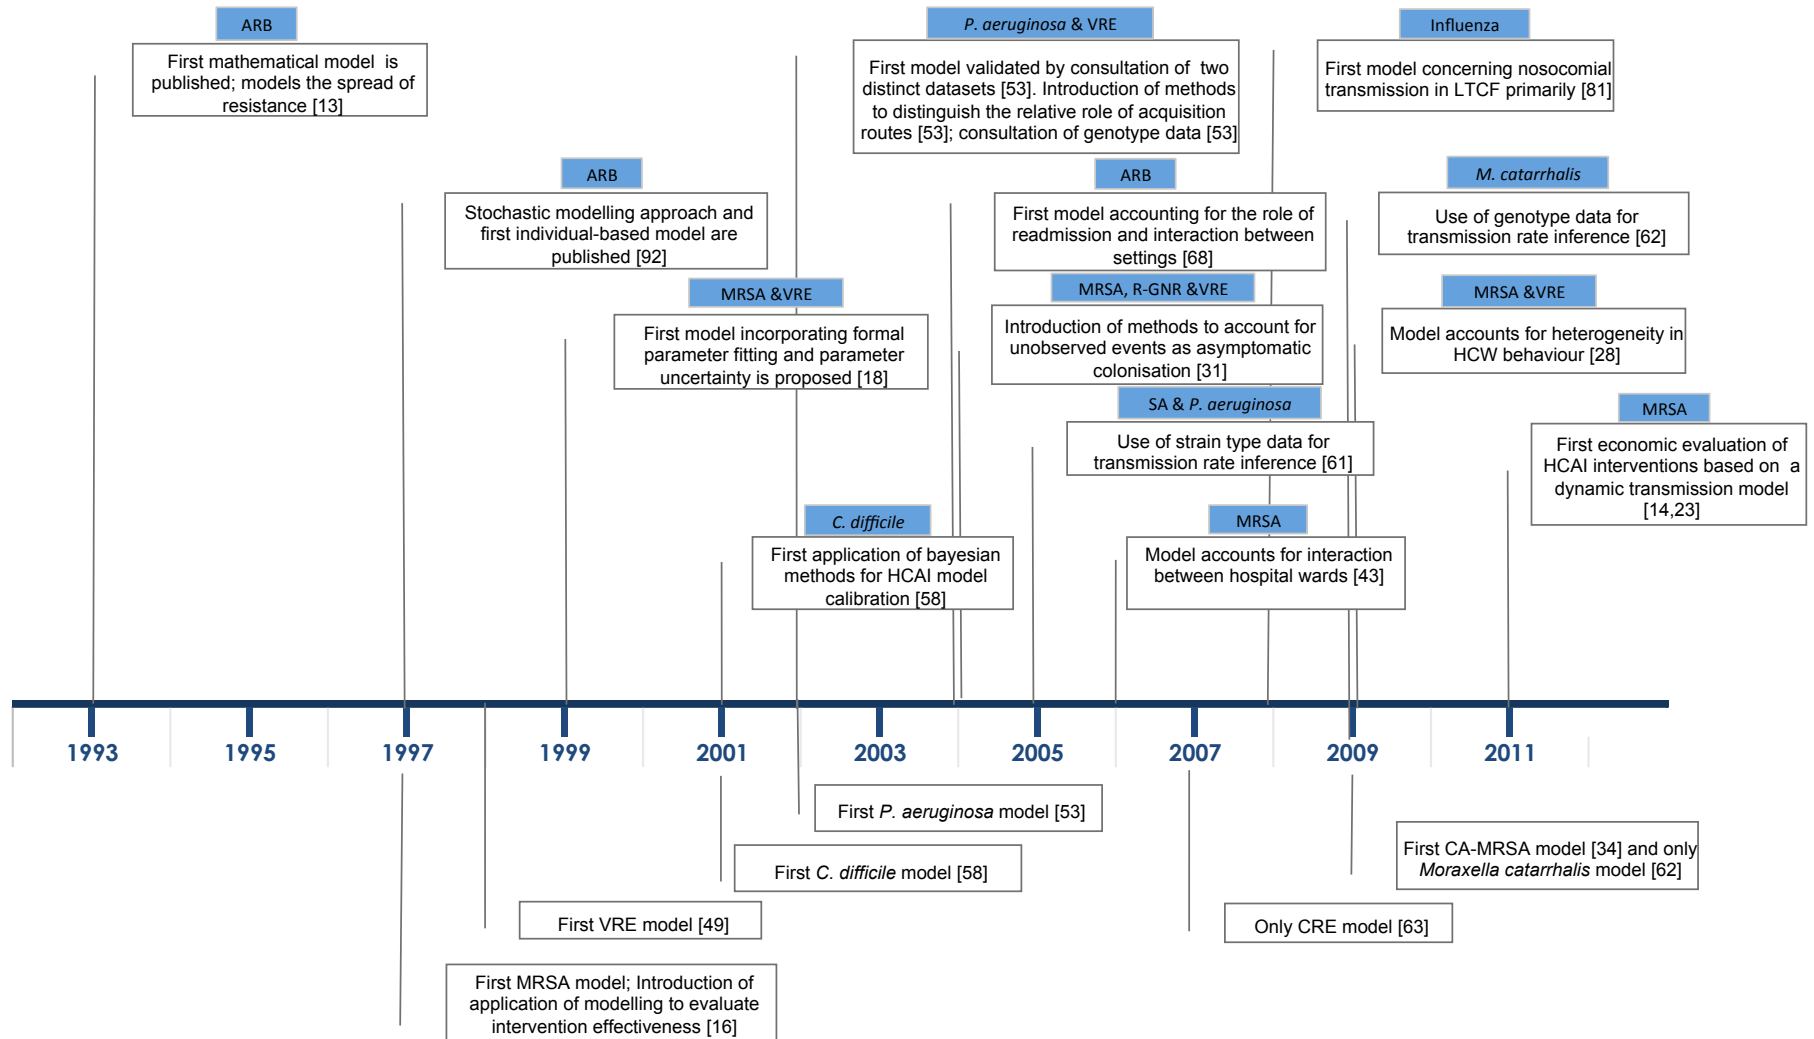 ARB
First mathematical model is
published; models the spread of
resistance [13]
P. aeruginosa & VRE
First model validated by consultation of two
distinct datasets [53]. Introduction of methods
to distinguish the relative role of acquisition
routes [53]; consultation of genotype data [53]
Influenza
First model concerning nosocomial
transmission in LTCF primarily [81]
ARB
Stochastic modelling approach and
first individual-based model are
published [92]
ARB
First model accounting for the role of
readmission and interaction between
settings [68]
M. catarrhalis
Use of genotype data for
transmission rate inference [62]
MRSA &VRE
First model incorporating formal
parameter fitting and parameter
uncertainty is proposed [18]
MRSA, R-GNR &VRE
Introduction of methods to account for
unobserved events as asymptomatic
colonisation [31]
MRSA &VRE
Model accounts for heterogeneity in
HCW behaviour [28]
SA & P. aeruginosa
Use of strain type data for
transmission rate inference [61]
MRSA
First economic evaluation of
HCAI interventions based on a
dynamic transmission model
[14,23]
C. difficile
First application of bayesian
methods for HCAI model
calibration [58]
MRSA
Model accounts for interaction
between hospital wards [43]
1993 1995 1997 1999 2001 2003 2005 2007 2009 2011
First P. aeruginosa model [53]
First C. difficile model [58]
First CA-MRSA model [34] and only
Moraxella catarrhalis model [62]
First VRE model [49]
Only CRE model [63]
First MRSA model; Introduction of
application of modelling to evaluate
intervention effectiveness [16]